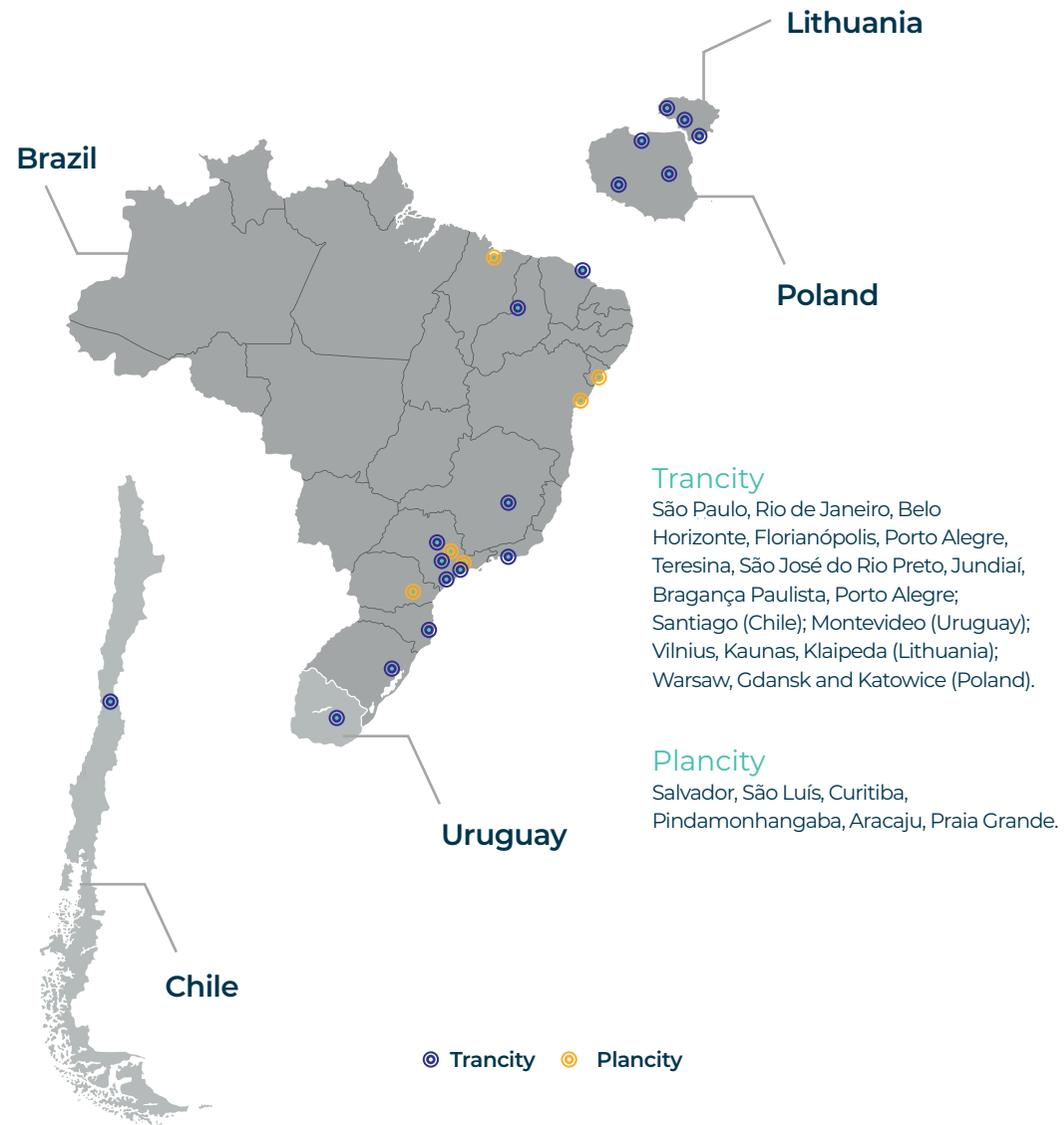 Lithuania
Brazil
Poland
Trancity
São Paulo, Rio de Janeiro, Belo
Horizonte, Florianópolis, Porto Alegre,
Teresina, São José do Rio Preto, Jundiaí,
Bragança Paulista, Porto Alegre;
Santiago (Chile); Montevideo (Uruguay);
Vilnius, Kaunas, Klaipeda (Lithuania);
Warsaw, Gdansk and Katowice (Poland).
Plancity
Salvador, São Luís, Curitiba,
Pindamonhangaba, Aracaju, Praia Grande.
Uruguay
Chile
Trancity Plancity